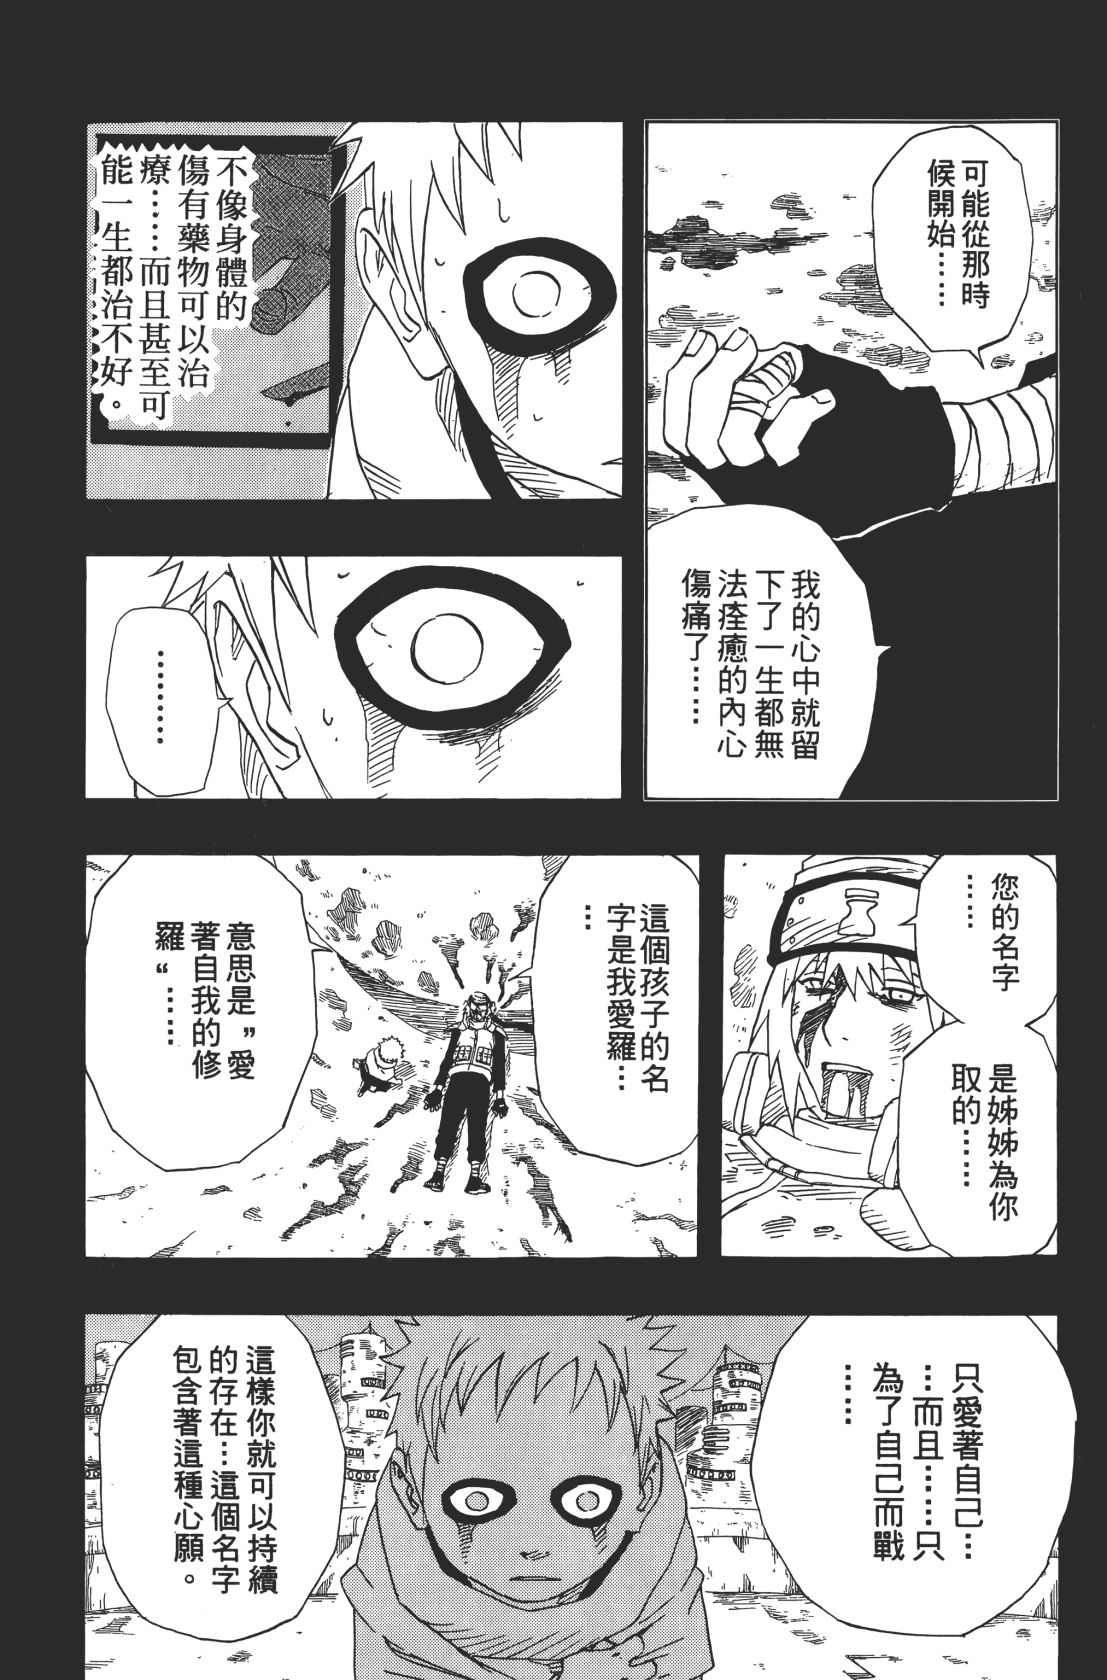 可能從那時
候開始……
我的心中就留
下了一生都無
法痊癒的內心
傷痛了……
不像身體的
傷有藥物可以治
療……而且甚至可
能一生都治不好。
………
您的名字
……
是姊姊為你
取的……
這個孩子的名
字是我愛羅…
…
意思是”愛
著自我的修
羅“……
只愛著自己…
…而且……只
為了自己而戰
……
這樣你就可以持續
的存在…這個名字
包含著這種心願。